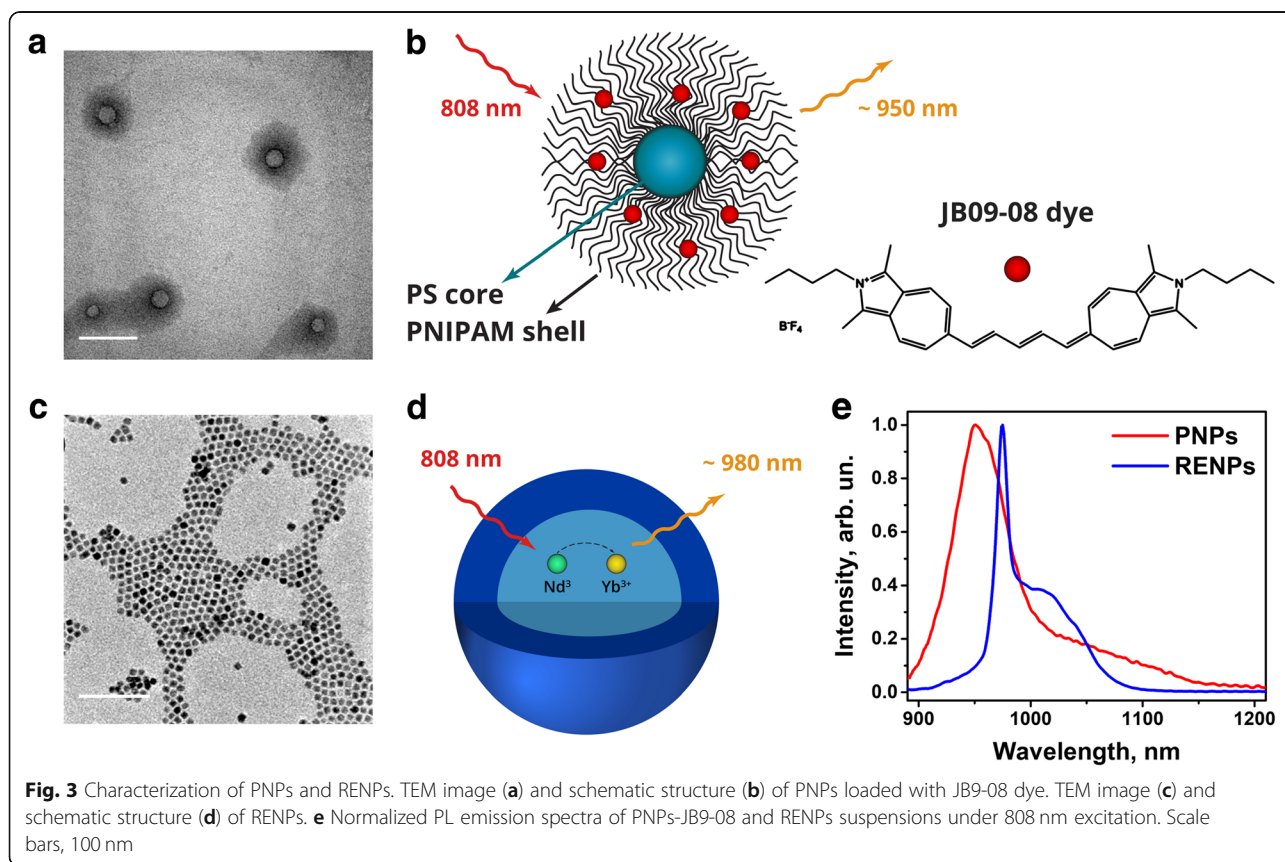 a
b
808 nm
~ 950 nm
JB09-08 dye
PS core
PNIPAM shell
N⁺
N
B⁻F₄
c
d
808 nm
~ 980 nm
Nd³
Yb³⁺
e
PNPs
RENPs
Intensity, arb. un.
1.0
0.8
0.6
0.4
0.2
0.0
900 1000 1100 1200
Wavelength, nm
Fig. 3 Characterization of PNPs and RENPs. TEM image (a) and schematic structure (b) of PNPs loaded with JB9-08 dye. TEM image (c) and
schematic structure (d) of RENPs. e Normalized PL emission spectra of PNPs-JB9-08 and RENPs suspensions under 808 nm excitation. Scale
bars, 100 nm